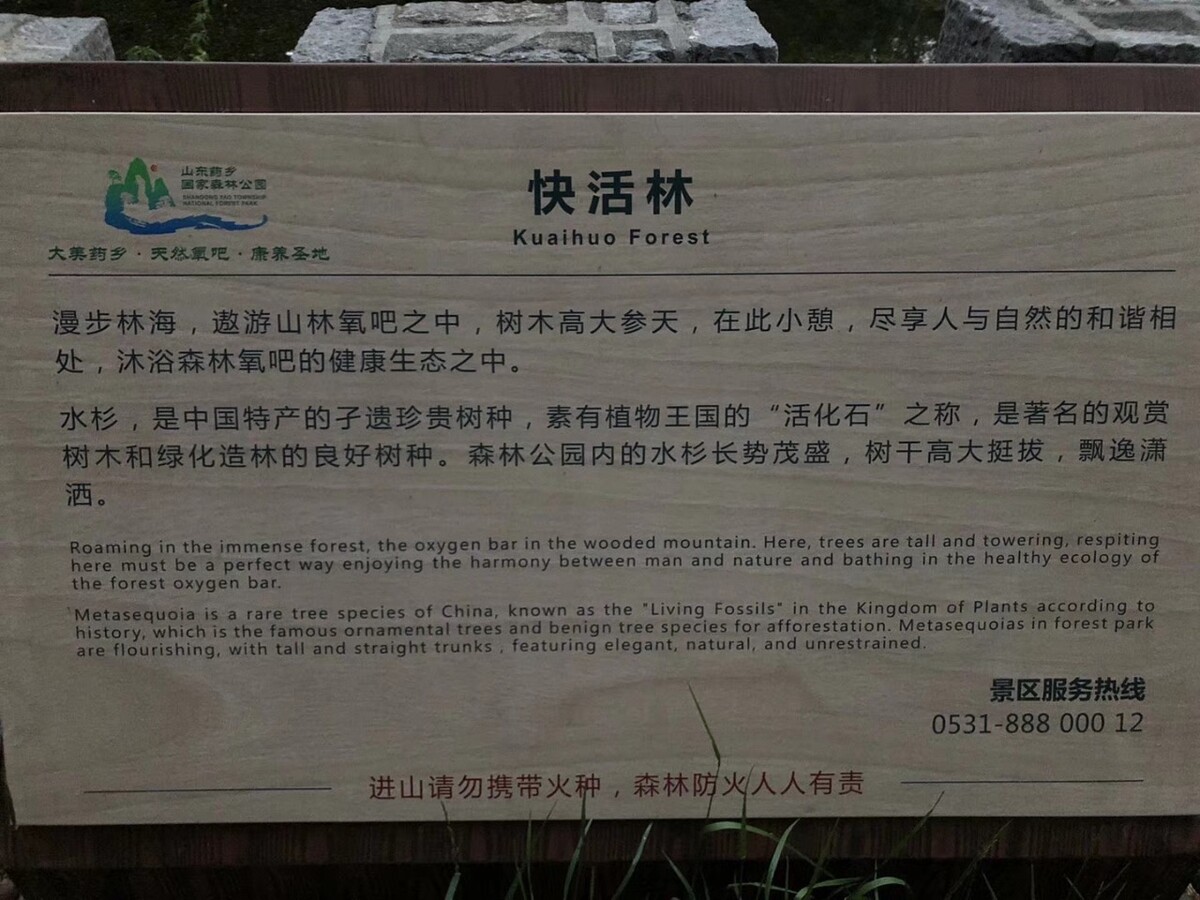 山东药乡
国家森林公园
SHANDONG YAO TOWNSHIP
NATIONAL FOREST PARK
大美药乡·天然氧吧·康养圣地
快活林
Kuaihuo Forest
漫步林海，遨游山林氧吧之中，树木高大参天，在此小憩，尽享人与自然的和谐相
处，沐浴森林氧吧的健康生态之中。
水杉，是中国特产的孑遗珍贵树种，素有植物王国的“活化石”之称，是著名的观赏
树木和绿化造林的良好树种。森林公园内的水杉长势茂盛，树干高大挺拔，飘逸潇
洒。
Roaming in the immense forest, the oxygen bar in the wooded mountain. Here, trees are tall and towering, respiting
here must be a perfect way enjoying the harmony between man and nature and bathing in the healthy ecology of
the forest oxygen bar.
Metasequoia is a rare tree species of China, known as the "Living Fossils" in the Kingdom of Plants according to
history, which is the famous ornamental trees and benign tree species for afforestation. Metasequoias in forest park
are flourishing, with tall and straight trunks , featuring elegant, natural, and unrestrained.
景区服务热线
0531-888 000 12
进山请勿携带火种，森林防火人人有责